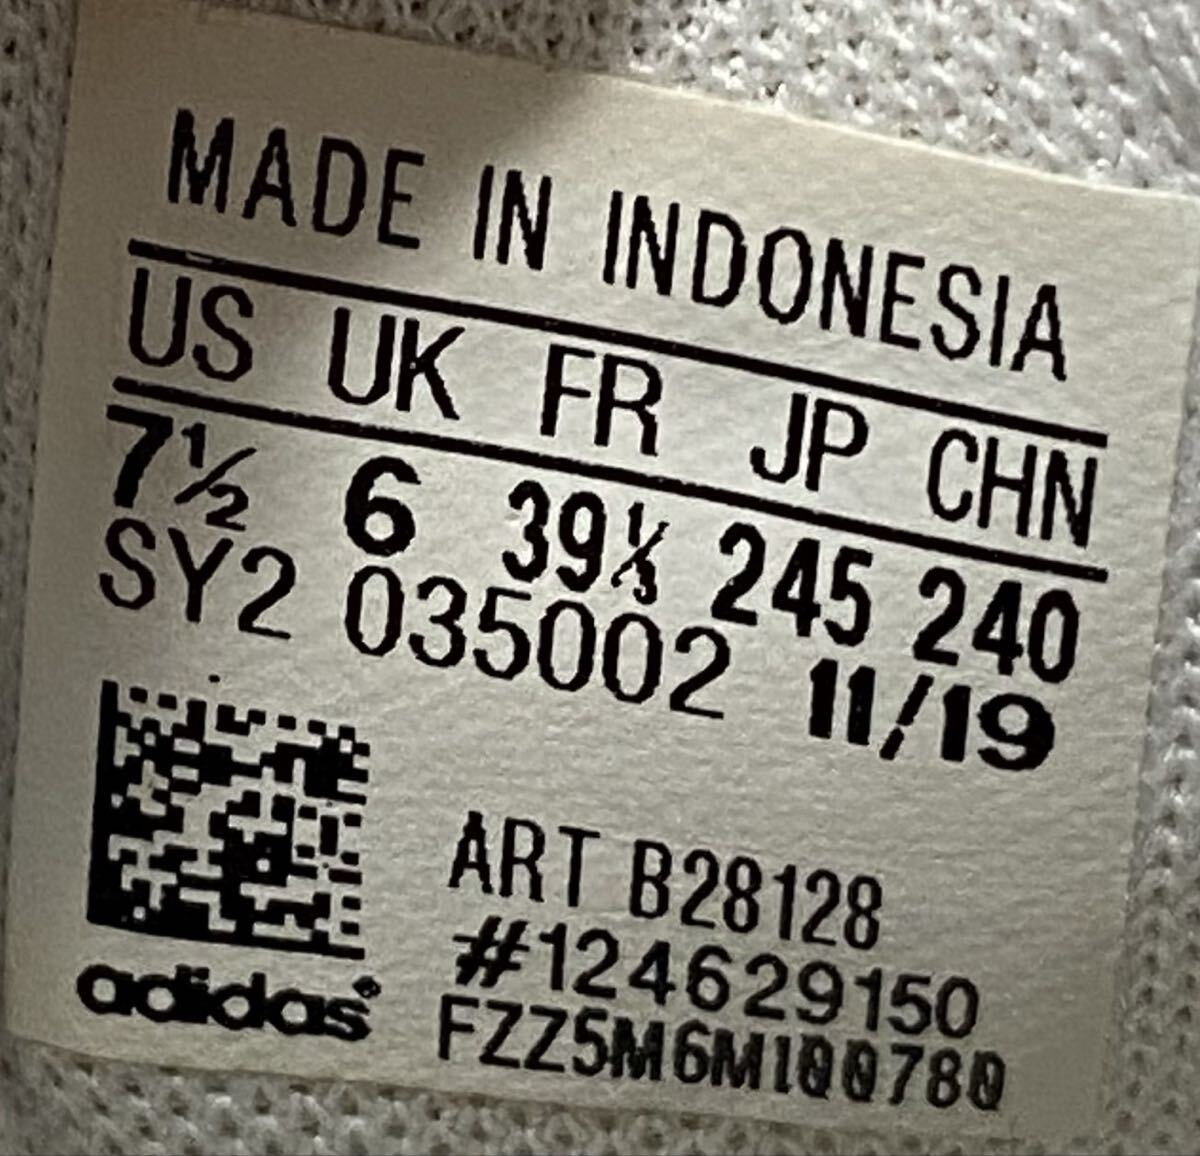 MADE IN INDONESIA
US UK FR JP CHN
7½ 6 39⅓ 245 240
SY2 035002 11/19
ART B28128
#124629150
FZZ5M6M100780
adidas®